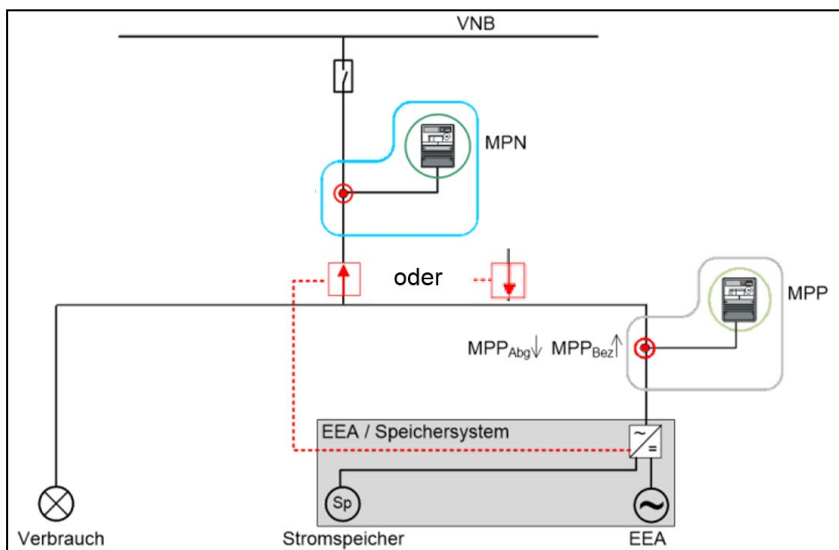 VNB
MPN
oder
MPP
MPPAbg↓ MPPBez↑
EEA / Speichersystem
~
=
Sp
~
Verbrauch
Stromspeicher
EEA